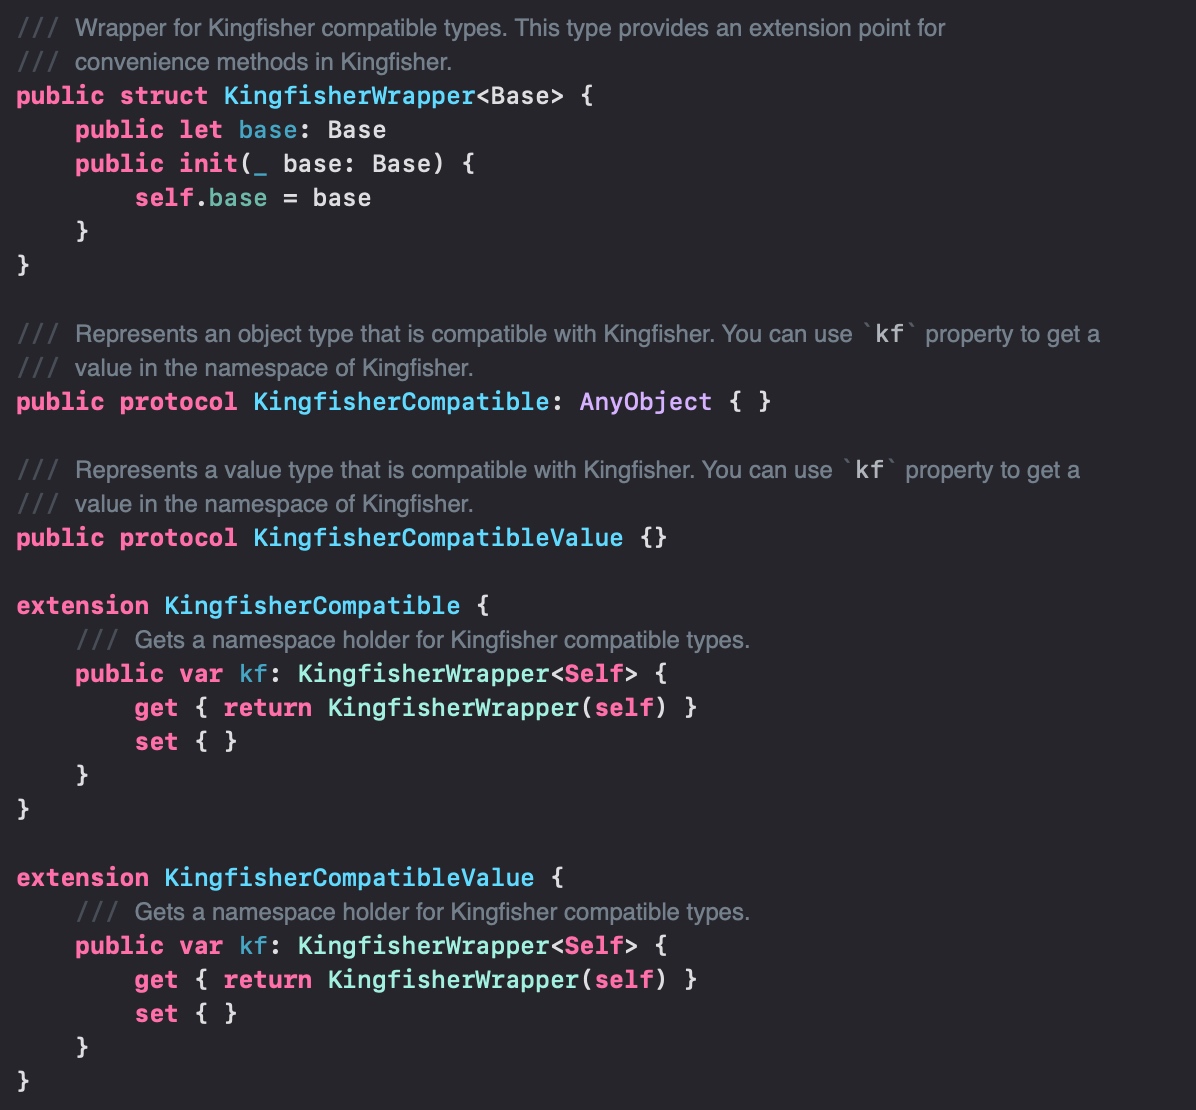 /// Wrapper for Kingfisher compatible types. This type provides an extension point for
/// convenience methods in Kingfisher.
public struct KingfisherWrapper<Base> {
    public let base: Base
    public init(_ base: Base) {
        self.base = base
    }
}

/// Represents an object type that is compatible with Kingfisher. You can use `kf` property to get a
/// value in the namespace of Kingfisher.
public protocol KingfisherCompatible: AnyObject { }

/// Represents a value type that is compatible with Kingfisher. You can use `kf` property to get a
/// value in the namespace of Kingfisher.
public protocol KingfisherCompatibleValue {}

extension KingfisherCompatible {
    /// Gets a namespace holder for Kingfisher compatible types.
    public var kf: KingfisherWrapper<Self> {
        get { return KingfisherWrapper(self) }
        set { }
    }
}

extension KingfisherCompatibleValue {
    /// Gets a namespace holder for Kingfisher compatible types.
    public var kf: KingfisherWrapper<Self> {
        get { return KingfisherWrapper(self) }
        set { }
    }
}